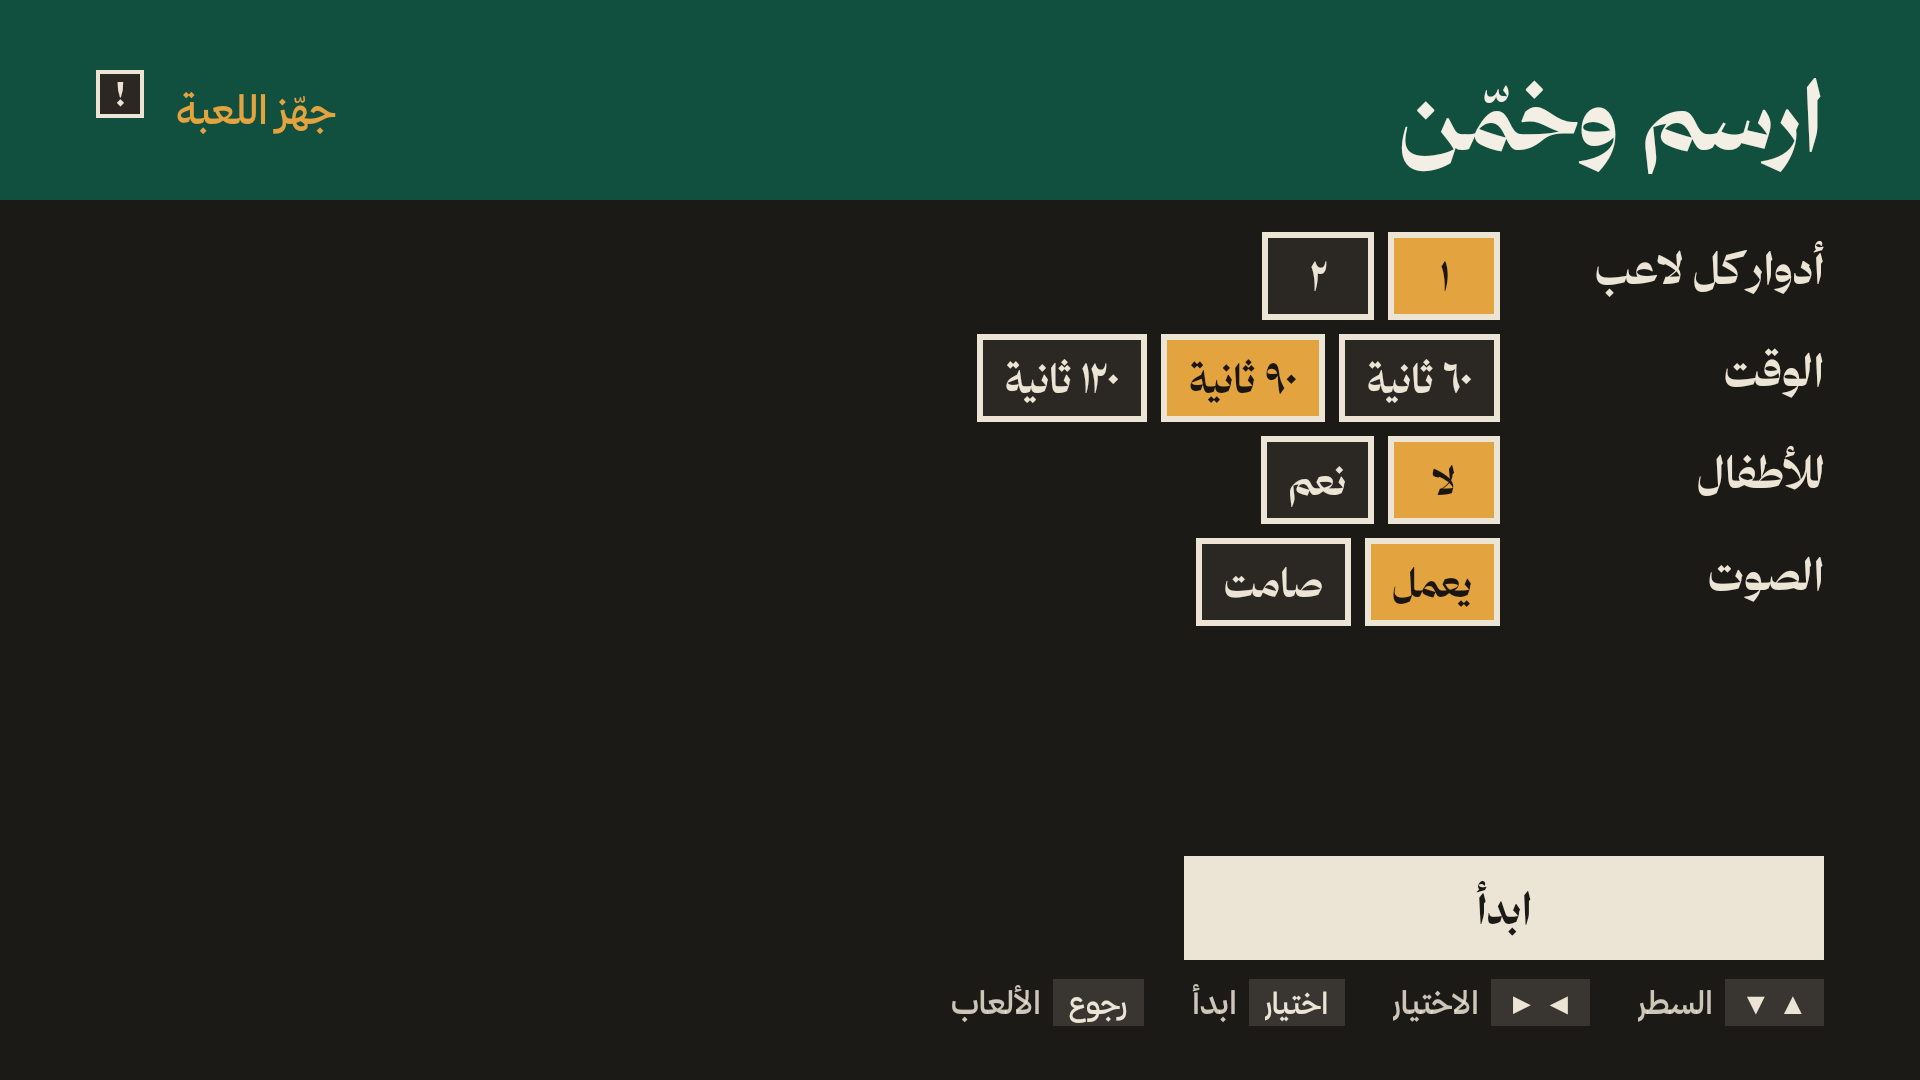 ارسم وخمّن
جهّز اللعبة !
أدوار كل لاعب ١ ٢
الوقت ٦٠ ثانية ٩٠ ثانية ١٢٠ ثانية
للأطفال لا نعم
الصوت يعمل صامت
ابدأ
▲ ▼ السطر ◀ ▶ الاختيار اختيار ابدأ رجوع الألعاب